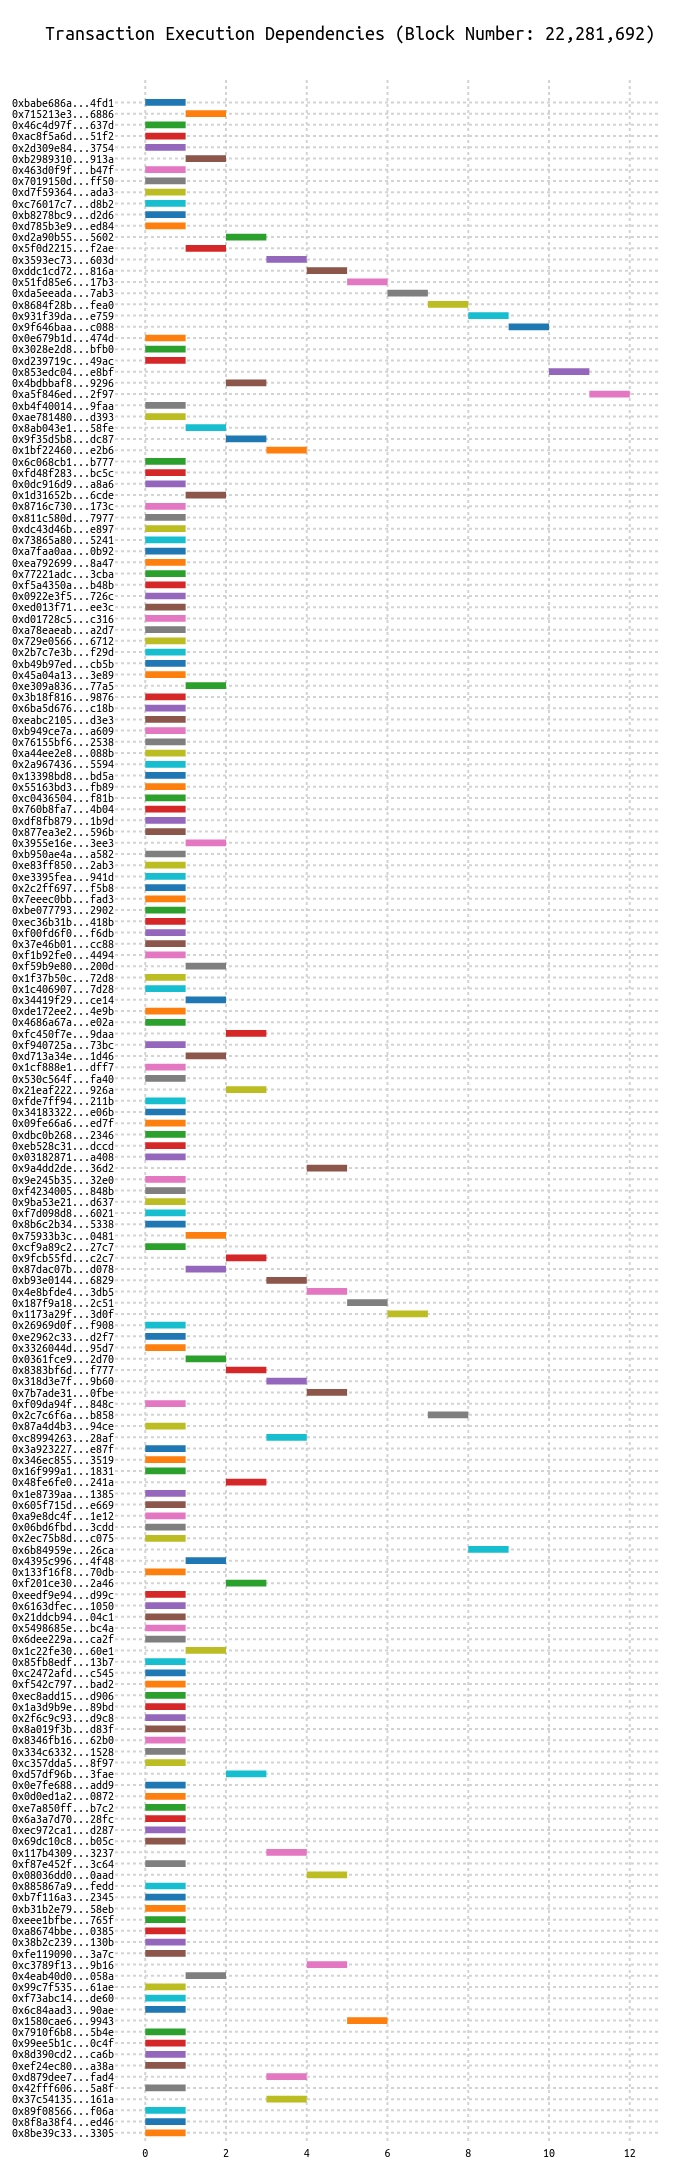 Transaction Execution Dependencies (Block Number: 22,281,692)
0xbabe686a...4fd1
0x715213e3...6886
0x46c4d97f...637d
0xac8f5a6d...51f2
0x2d309e84...3754
0xb2989310...913a
0x463d0f9f...b47f
0x7019150d...ff50
0xd7f59364...ada3
0xc76017c7...d8b2
0xb8278bc9...d2d6
0xd785b3e9...ed84
0xd2a90b55...5602
0x5f0d2215...f2ae
0x3593ec73...603d
0xddc1cd72...816a
0x51fd85e6...17b3
0xda5eeada...7ab3
0x8684f28b...fea0
0x931f39da...e759
0x9f646baa...c088
0x0e679b1d...474d
0x3028e2d8...bfb0
0xd239719c...49ac
0x853edc04...e8bf
0x4bdbbaf8...9296
0xa5f846ed...2f97
0xb4f40014...9faa
0xae781480...d393
0x8ab043e1...58fe
0x9f35d5b8...dc87
0x1bf22460...e2b6
0x6c068cb1...b777
0xfd48f283...bc5c
0x0dc916d9...a8a6
0x1d31652b...6cde
0x8716c730...173c
0x811c580d...7977
0xdc43d46b...e897
0x73865a80...5241
0xa7faa0aa...0b92
0xea792699...8a47
0x77221adc...3cba
0xf5a4350a...b48b
0x0922e3f5...726c
0xed013f71...ee3c
0xd01728c5...c316
0xa78eaeab...a2d7
0x729e0566...6712
0x2b7c7e3b...f29d
0xb49b97ed...cb5b
0x45a04a13...3e89
0xe309a836...77a5
0x3b18f816...9876
0x6ba5d676...c18b
0xeabc2105...d3e3
0xb949ce7a...a609
0x76155bf6...2538
0xa44ee2e8...088b
0x2a967436...5594
0x13398bd8...bd5a
0x55163bd3...fb89
0xc0436504...f81b
0x760b8fa7...4b04
0xdf8fb879...1b9d
0x877ea3e2...596b
0x3955e16e...3ee3
0xb950ae4a...a582
0xe83ff850...2ab3
0xe3395fea...941d
0x2c2ff697...f5b8
0x7eeec0bb...fad3
0xbe077793...2902
0xec36b31b...418b
0xf00fd6f0...f6db
0x37e46b01...cc88
0xf1b92fe0...4494
0xf59b9e80...200d
0x1f37b50c...72d8
0x1c406907...7d28
0x34419f29...ce14
0xde172ee2...4e9b
0x4686a67a...e02a
0xfc450f7e...9daa
0xf940725a...73bc
0xd713a34e...1d46
0x1cf888e1...dff7
0x530c564f...fa40
0x21eaf222...926a
0xfde7ff94...211b
0x34183322...e06b
0x09fe66a6...ed7f
0xdbc0b268...2346
0xeb528c31...dccd
0x03182871...a408
0x9a4dd2de...36d2
0x9e245b35...32e0
0xf4234005...848b
0x9ba53e21...d637
0xf7d098d8...6021
0x8b6c2b34...5338
0x75933b3c...0481
0xcf9a89c2...27c7
0x9fcb55fd...c2c7
0x87dac07b...d078
0xb93e0144...6829
0x4e8bfde4...3db5
0x187f9a18...2c51
0x1173a29f...3d0f
0x26969d0f...f908
0xe2962c33...d2f7
0x3326044d...95d7
0x0361fce9...2d70
0x8383bf6d...f777
0x318d3e7f...9b60
0x7b7ade31...0fbe
0xf09da94f...848c
0x2c7c6f6a...b858
0x87a4d4b3...94ce
0xc8994263...28af
0x3a923227...e87f
0x346ec855...3519
0x16f999a1...1831
0x48fe6fe0...241a
0x1e8739aa...1385
0x605f715d...e669
0xa9e8dc4f...1e12
0x06bd6fbd...3cdd
0x2ec75b8d...c075
0x6b84959e...26ca
0x4395c996...4f48
0x133f16f8...70db
0xf201ce30...2a46
0xeedf9e94...d99c
0x6163dfec...1050
0x21ddcb94...04c1
0x5498685e...bc4a
0x6dee229a...ca2f
0x1c22fe30...60e1
0x85fb8edf...13b7
0xc2472afd...c545
0xf542c797...bad2
0xec8add15...d906
0x1a3d9b9e...89bd
0x2f6c9c93...d9c8
0x8a019f3b...d83f
0x8346fb16...62b0
0x334c6332...1528
0xc357dda5...8f97
0xd57df96b...3fae
0x0e7fe688...add9
0x0d0ed1a2...0872
0xe7a850ff...b7c2
0x6a3a7d70...28fc
0xec972ca1...d287
0x69dc10c8...b05c
0x117b4309...3237
0xf87e452f...3c64
0x08036dd0...0aad
0x885867a9...fedd
0xb7f116a3...2345
0xb31b2e79...58eb
0xeee1bfbe...765f
0xa8674bbe...0385
0x38b2c239...130b
0xfe119090...3a7c
0xc3789f13...9b16
0x4eab40d0...058a
0x99c7f535...61ae
0xf73abc14...de60
0x6c84aad3...90ae
0x1580cae6...9943
0x7910f6b8...5b4e
0x99ee5b1c...0c4f
0x8d390cd2...ca6b
0xef24ec80...a38a
0xd879dee7...fad4
0x42fff606...5a8f
0x37c54135...161a
0x89f08566...f06a
0x8f8a38f4...ed46
0x8be39c33...3305
0 2 4 6 8 10 12